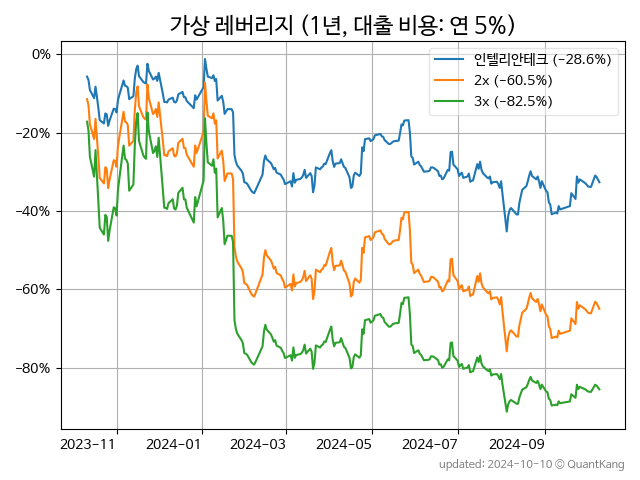 가상 레버리지 (1년, 대출 비용: 연 5%)
인텔리안테크 (−28.6%)
2x (−60.5%)
3x (−82.5%)
0%
−20%
−40%
−60%
−80%
2023-11 2024-01 2024-03 2024-05 2024-07 2024-09
updated: 2024-10-10 © QuantKang